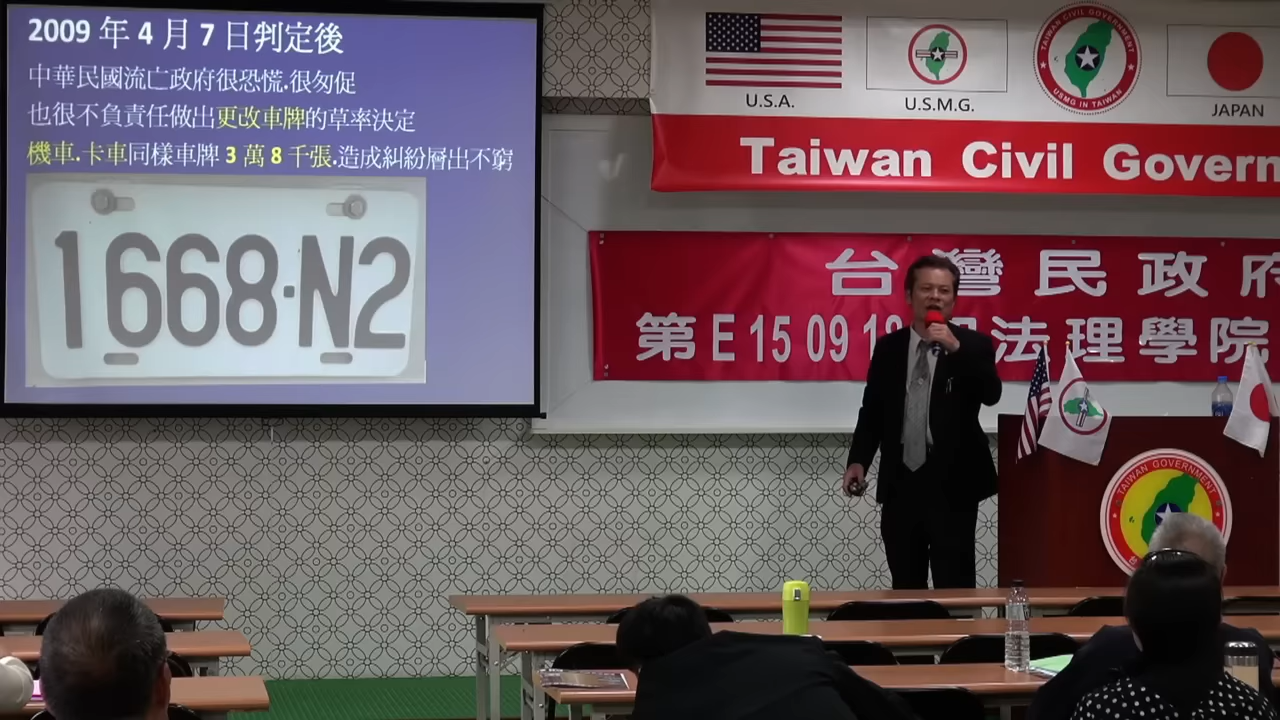 2009 年 4 月 7 日判定後
中華民國流亡政府很恐慌.很匆促
也很不負責任做出更改車牌的草率決定
機車.卡車同樣車牌 3 萬 8 千張.造成糾紛層出不窮
1668·N2
U.S.A.
U.S.M.G.
TAIWAN CIVIL GOVERNMENT
USMG IN TAIWAN
JAPAN
Taiwan Civil Govern
台灣民政府
第E 15 09 1 法理學院
TAIWAN GOVERNMENT